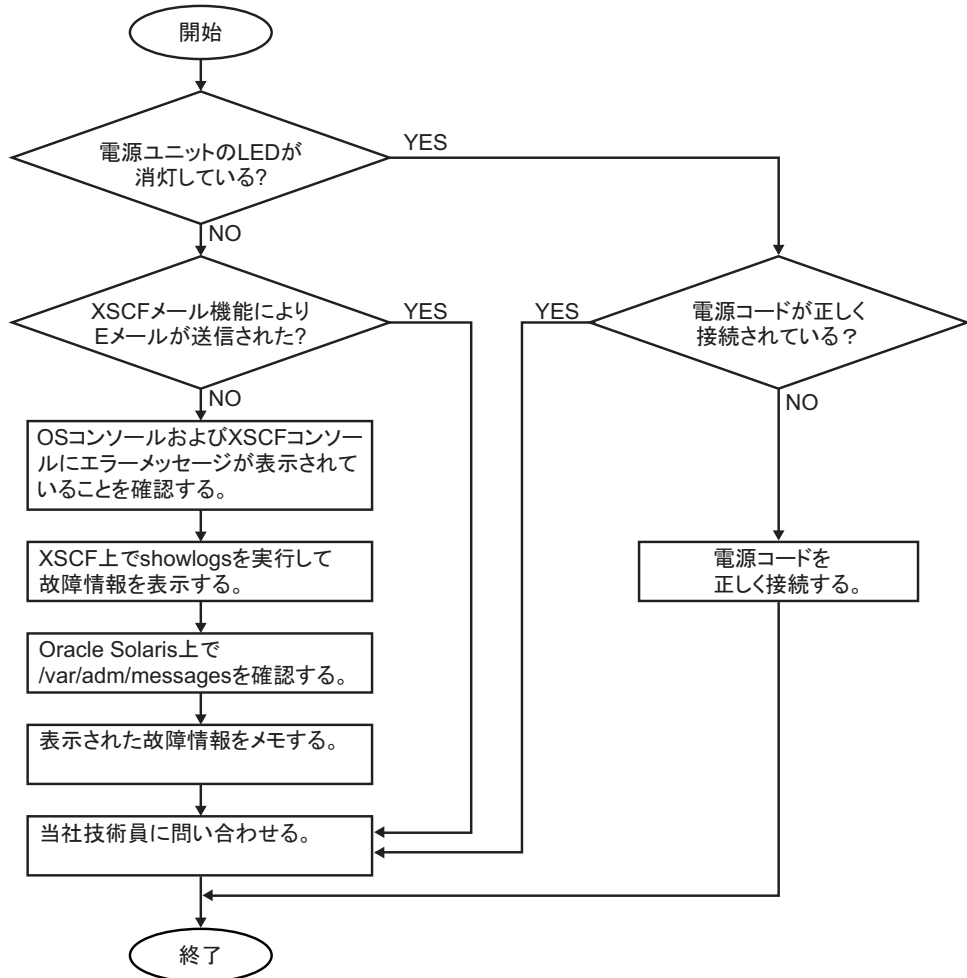 開始
電源ユニットのLEDが
消灯している?
YES
NO
XSCFメール機能により
Eメールが送信された?
YES
YES
電源コードが正しく
接続されている？
NO
NO
OSコンソールおよびXSCFコンソー
ルにエラーメッセージが表示されて
いることを確認する。
XSCF上でshowlogsを実行して
故障情報を表示する。
電源コードを
正しく接続する。
Oracle Solaris上で
/var/adm/messagesを確認する。
表示された故障情報をメモする。
当社技術員に問い合わせる。
終了